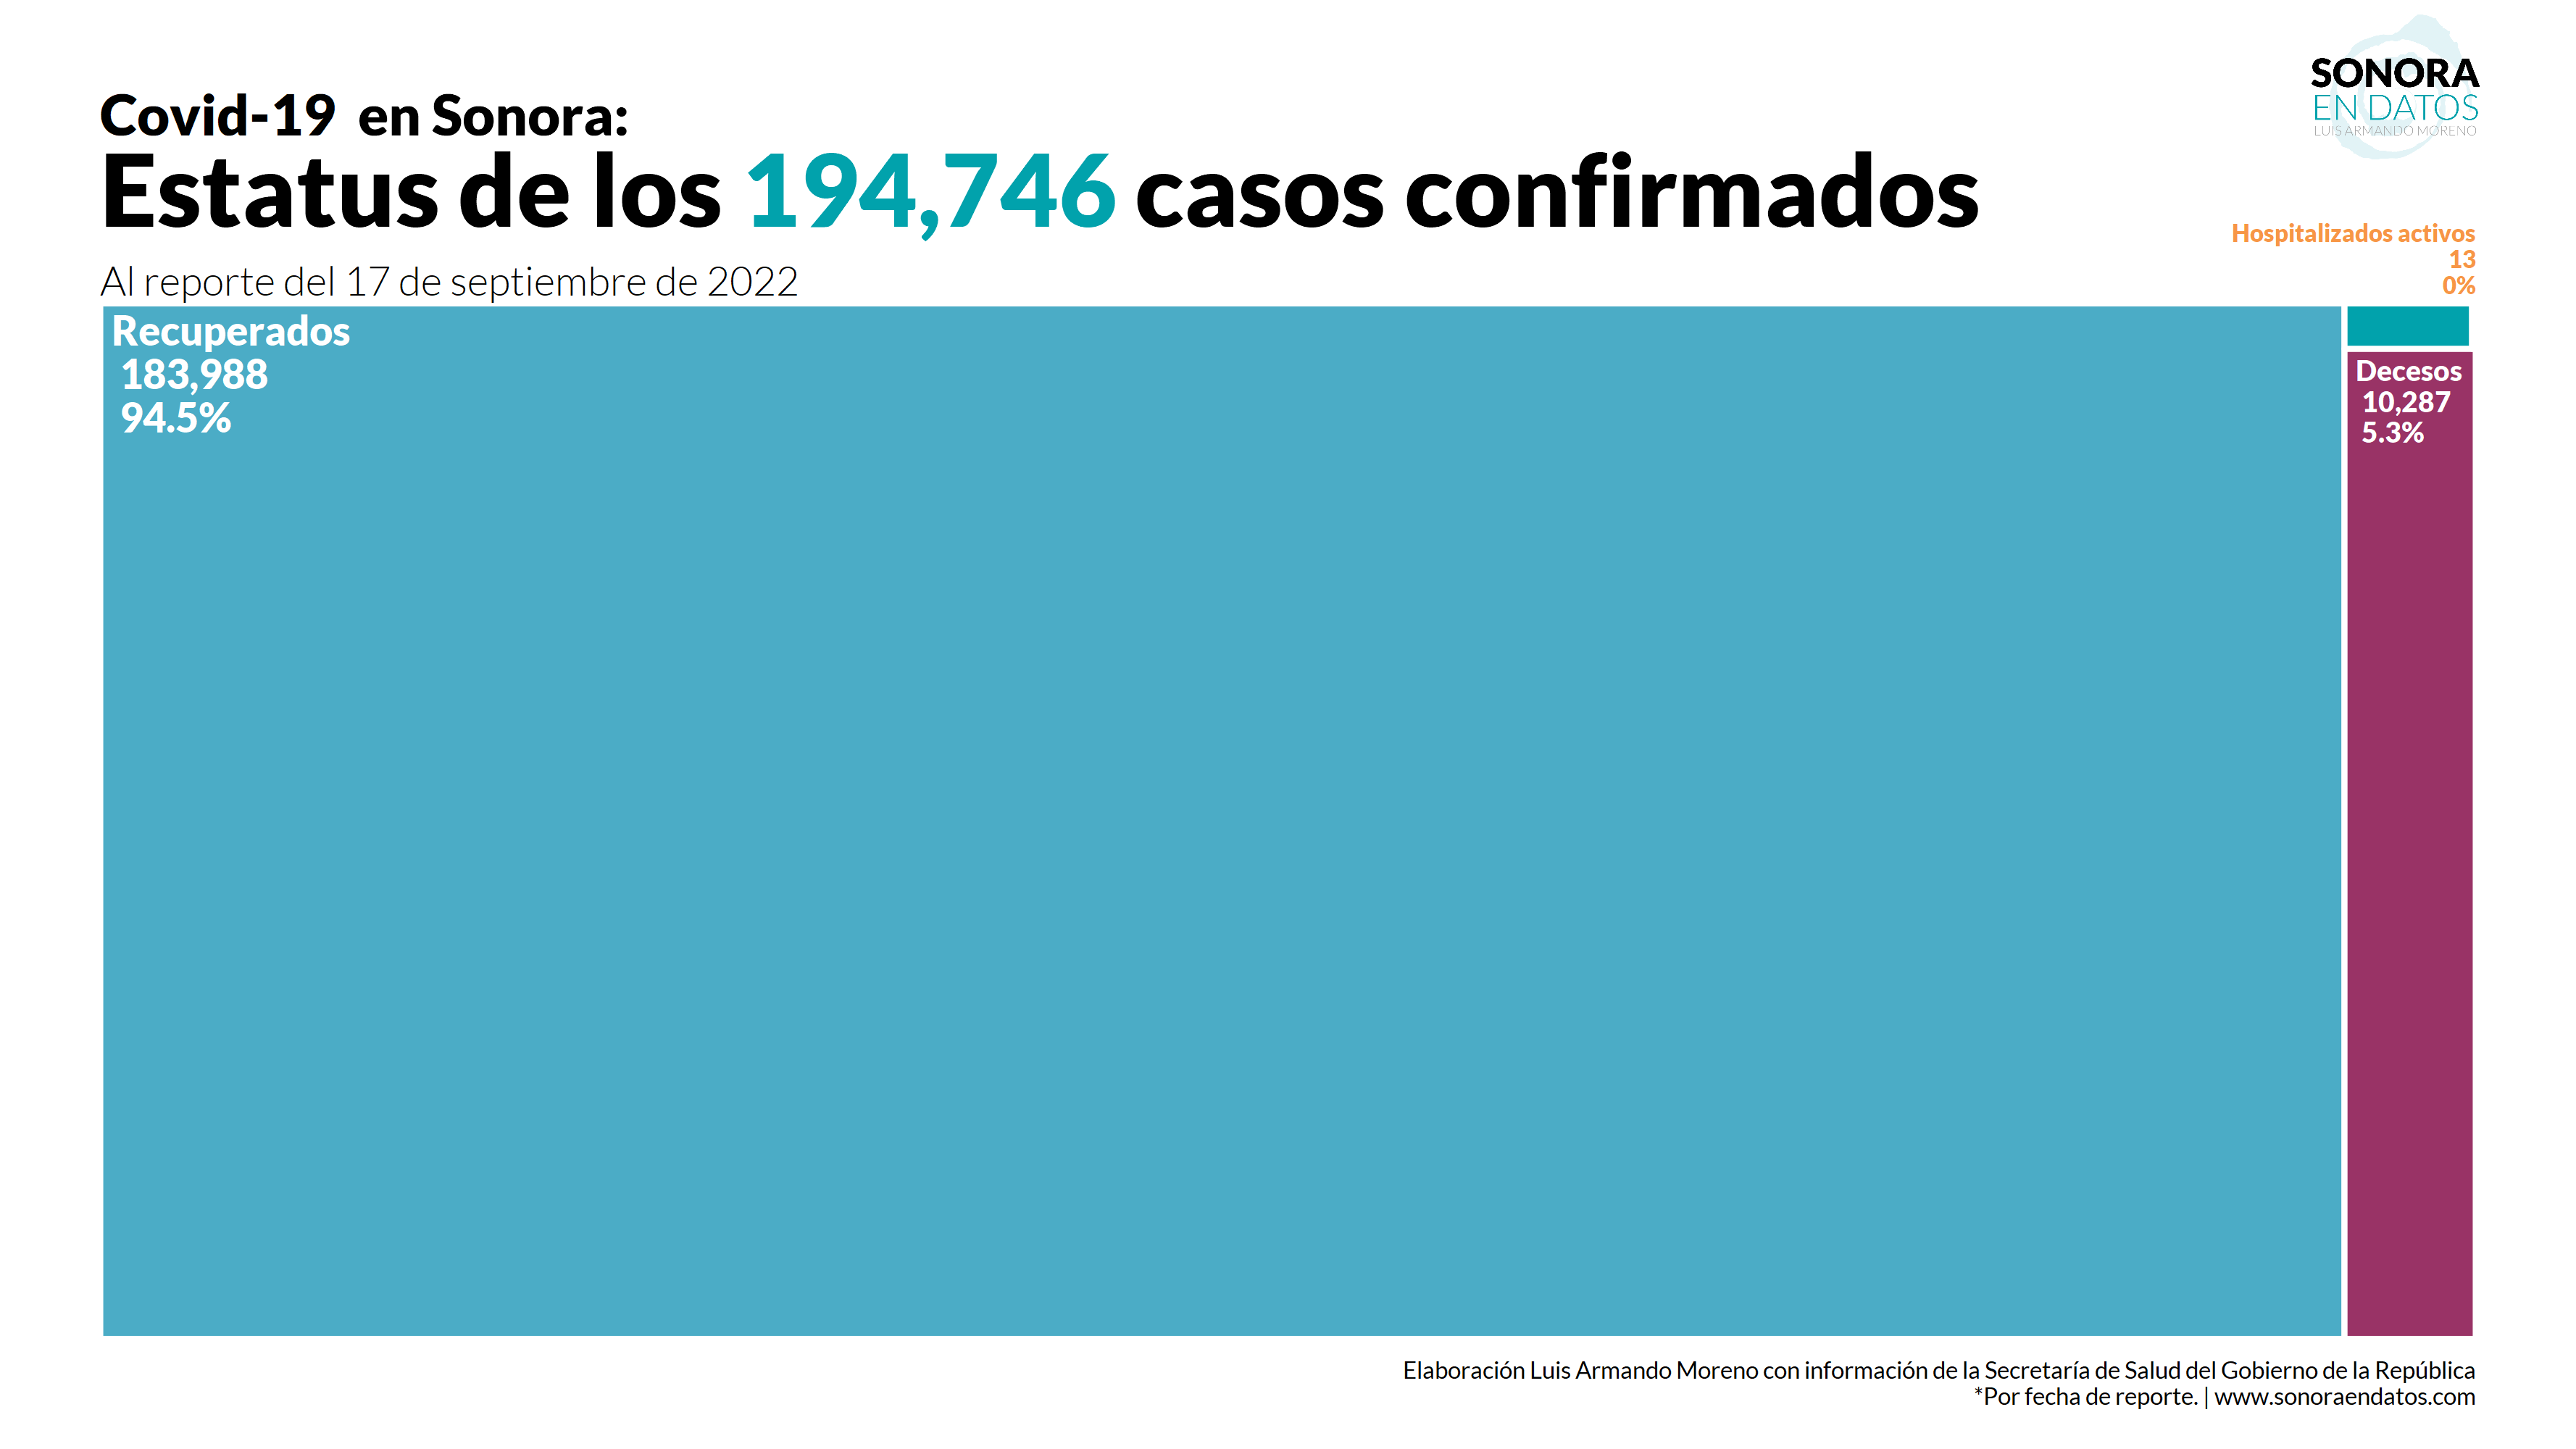 SONORA
EN DATOS
LUIS ARMANDO MORENO
Covid-19 en Sonora:
Estatus de los 194,746 casos confirmados
Al reporte del 17 de septiembre de 2022
Hospitalizados activos
13
0%
Recuperados
183,988
94.5%
Decesos
10,287
5.3%
Elaboración Luis Armando Moreno con información de la Secretaría de Salud del Gobierno de la República
*Por fecha de reporte. | www.sonoraendatos.com